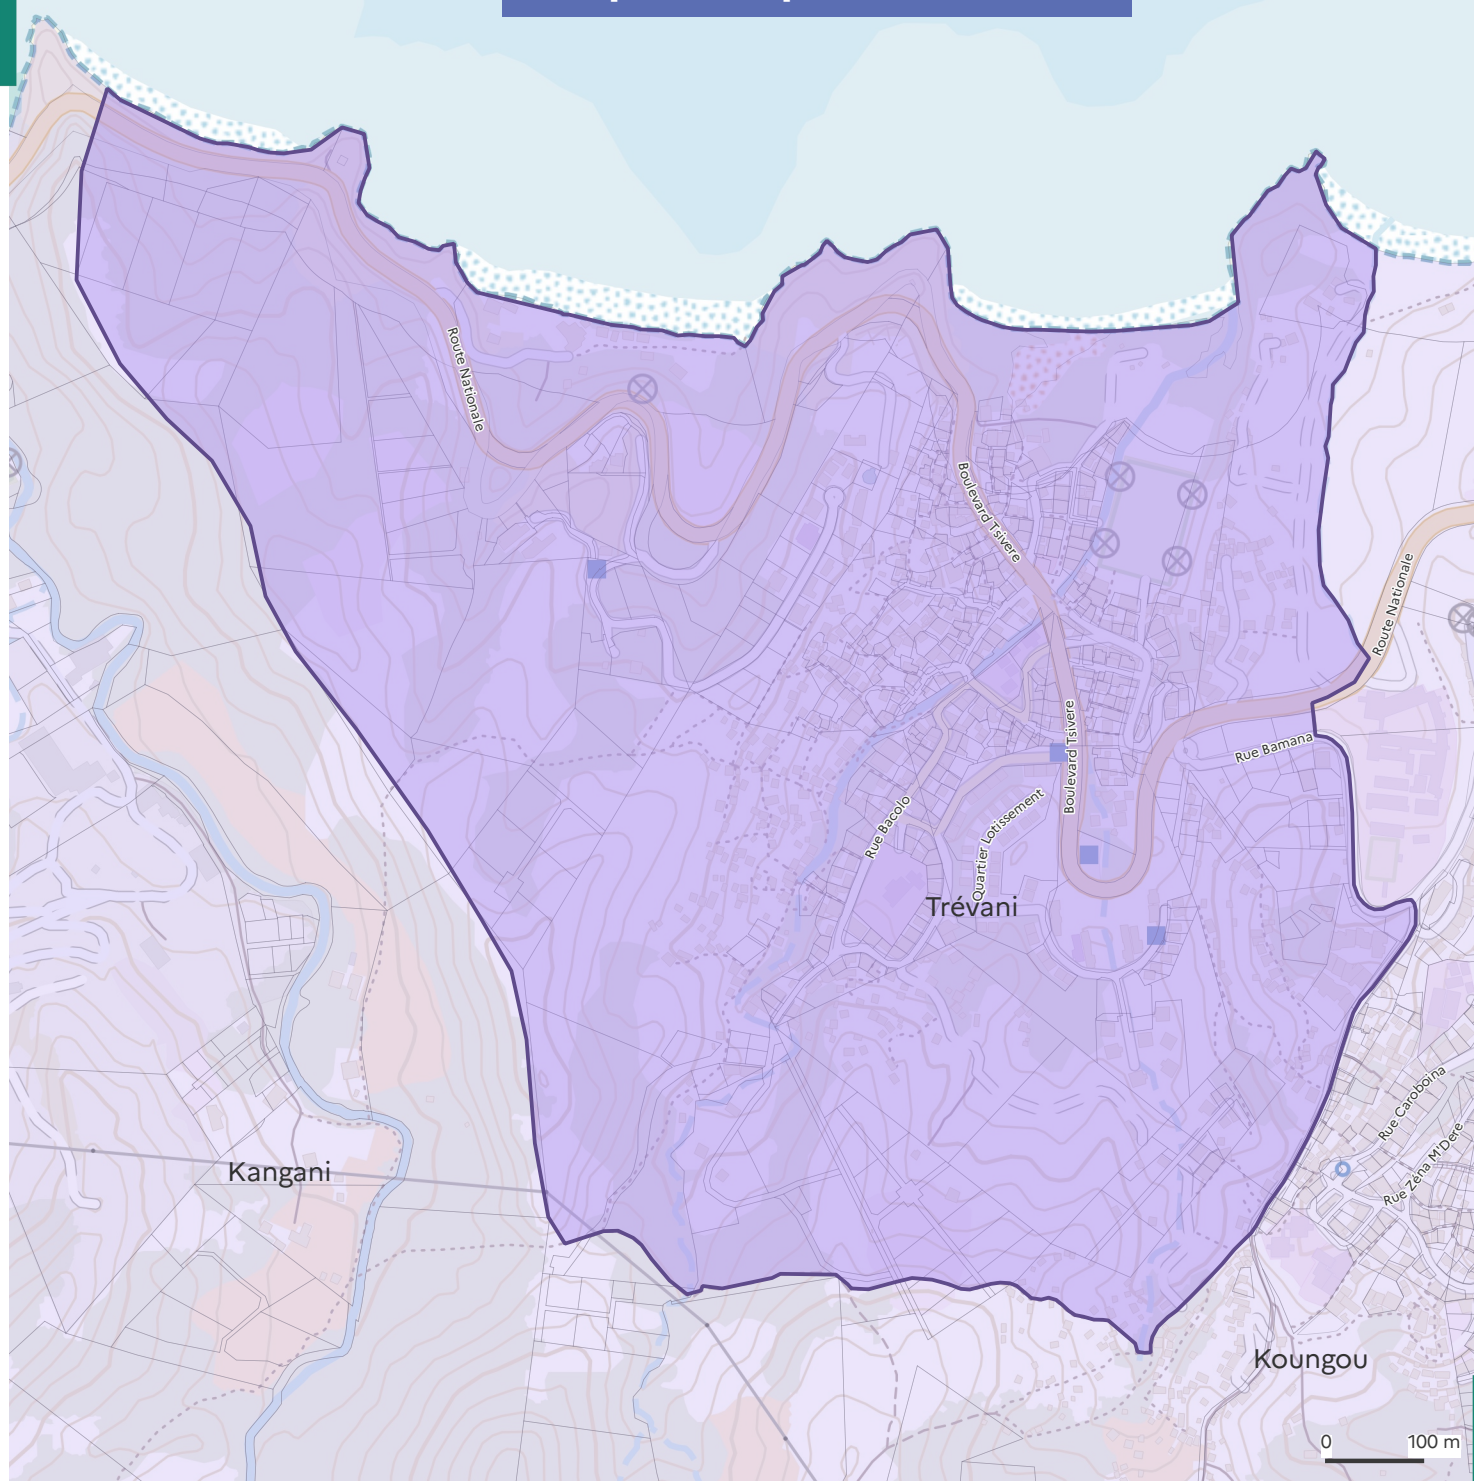 Route Nationale
Boulevard Tsivere
Route Nationale
Boulevard Tsivere
Rue Bamana
Rue Bacolo
Quartier Lotissement
Trévani
Rue Caroboina
Rue Zéna M'Dere
Kangani
Koungou
0 100 m